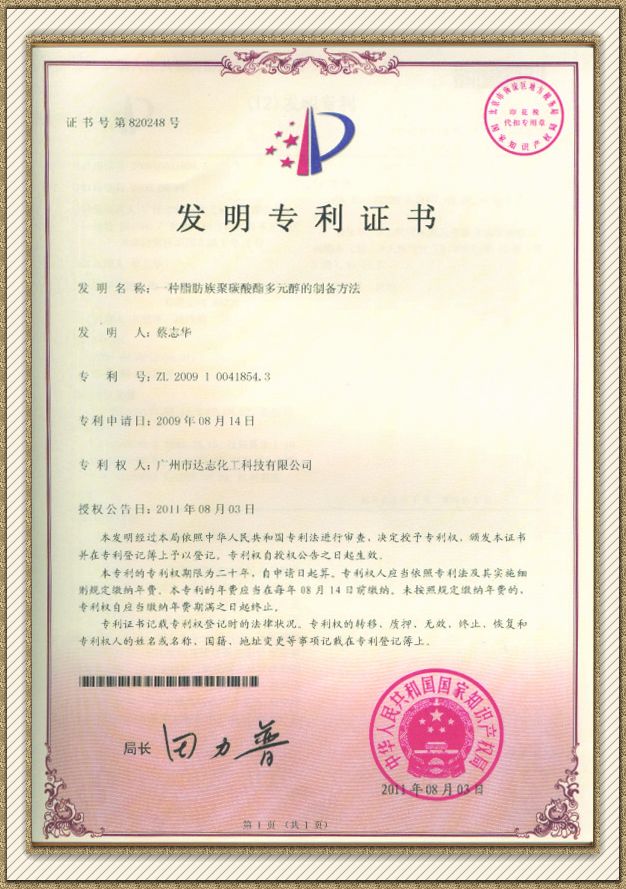 证书号第820248号
印花税
代扣专用章
发明专利证书
发明名称：一种脂肪族聚碳酸酯多元醇的制备方法
发明人：蔡志华
专利号：ZL 2009 1 0041854.3
专利申请日：2009年08月14日
专利权人：广州市达志化工科技有限公司
授权公告日：2011年08月03日
本发明经过本局依照中华人民共和国专利法进行审查，决定授予专利权，颁发本证书
并在专利登记簿上予以登记。专利权自授权公告之日起生效。
本专利的专利权期限为二十年，自申请日起算。专利权人应当依照专利法及其实施细
则规定缴纳年费。本专利的年费应当在每年08月14日前缴纳。未按照规定缴纳年费的，
专利权自应当缴纳年费期满之日起终止。
专利证书记载专利权登记时的法律状况。专利权的转移、质押、无效、终止、恢复和
专利权人的姓名或名称、国籍、地址变更等事项记载在专利登记簿上。
局长 田力普
中华人民共和国国家知识产权局
2011年08月03日
第1页（共1页）